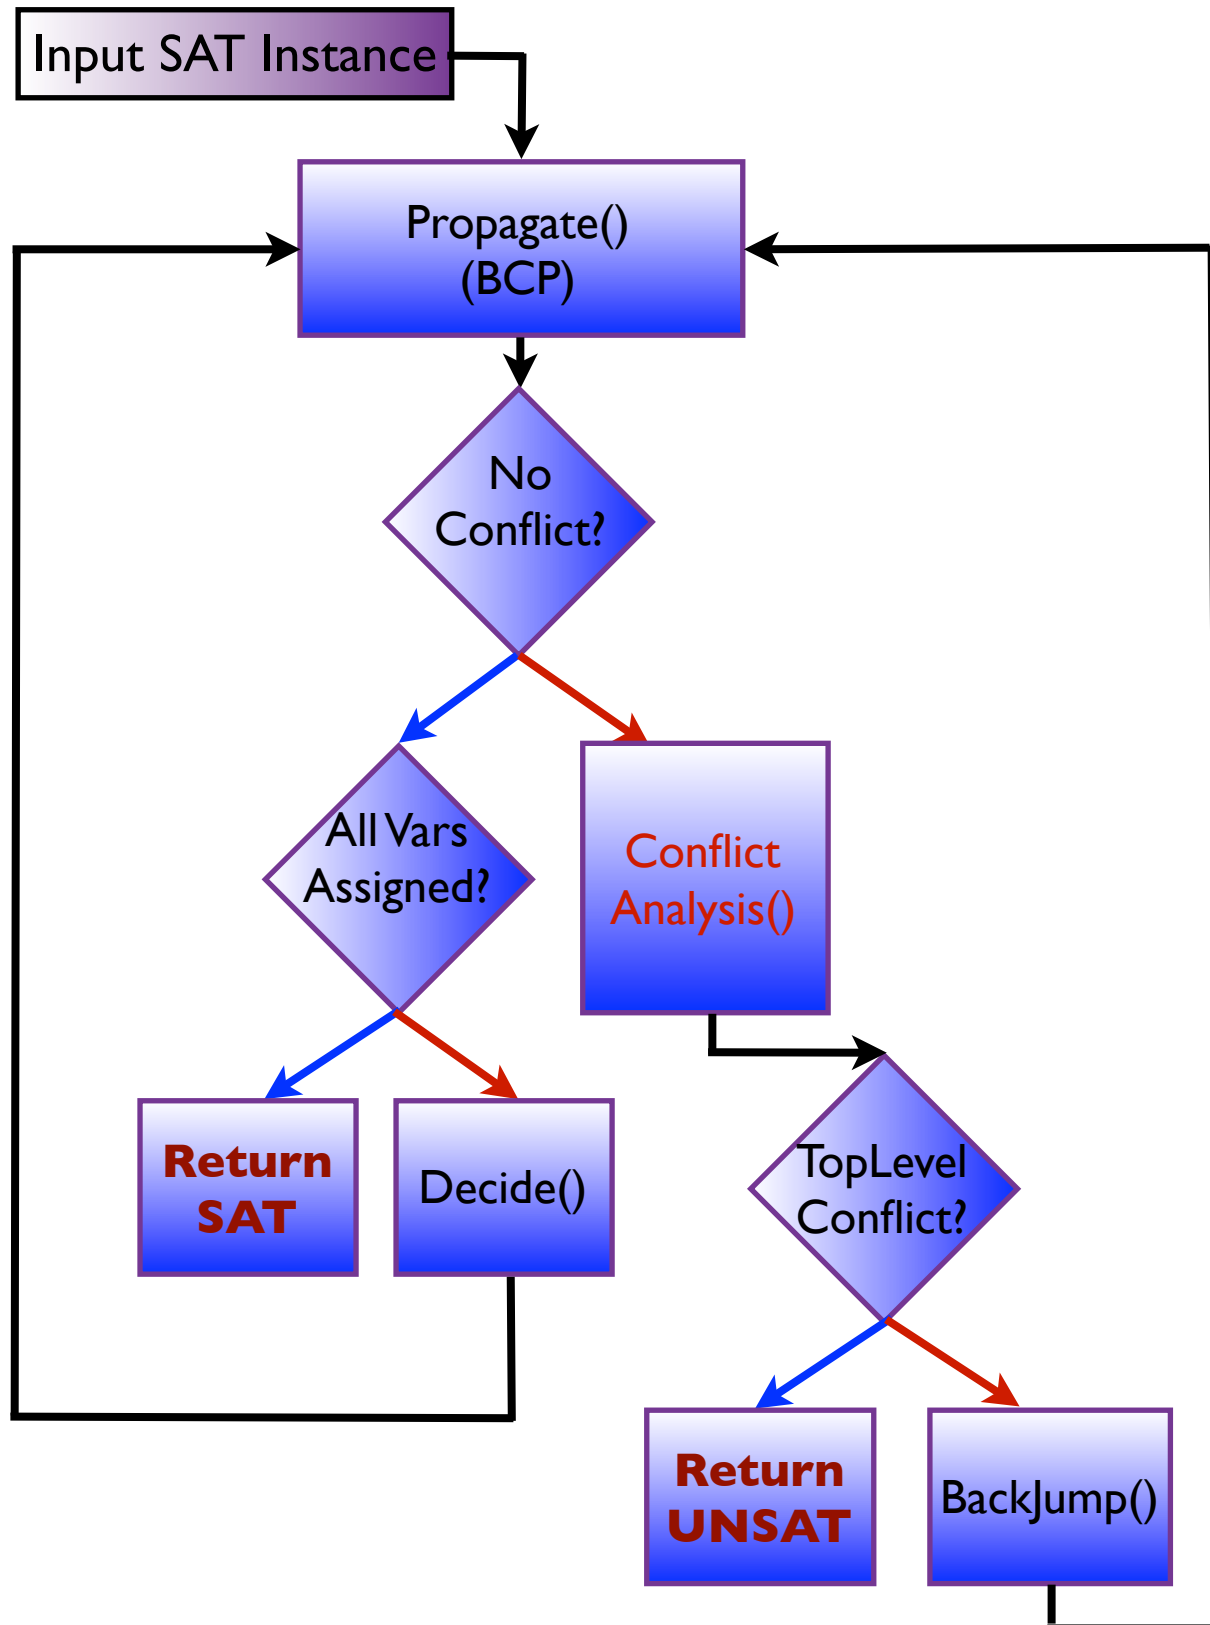 Input SAT Instance
Propagate()
(BCP)
No
Conflict?
All Vars
Assigned?
Conflict
Analysis()
Return
SAT
Decide()
TopLevel
Conflict?
Return
UNSAT
BackJump()